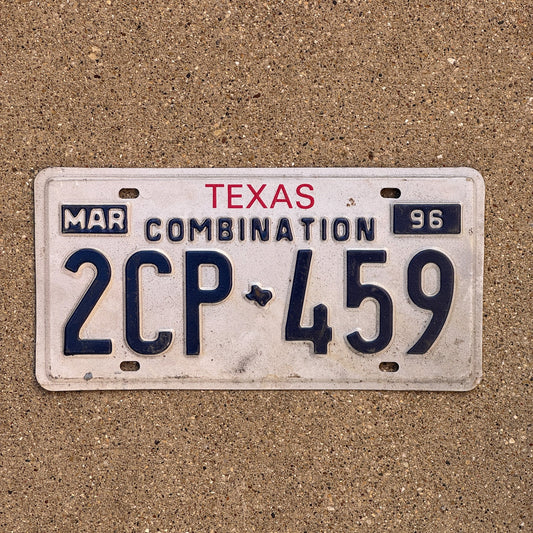 TEXAS
MAR COMBINATION 96
2CP 459